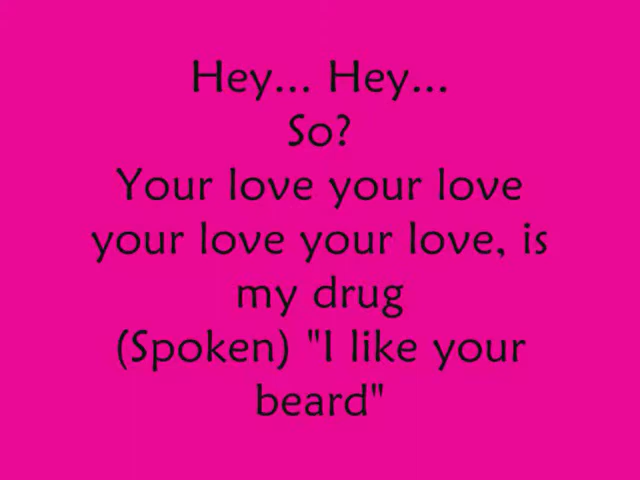 Hey... Hey...
So?
Your love your love
your love your love, is
my drug
(Spoken) "I like your
beard"